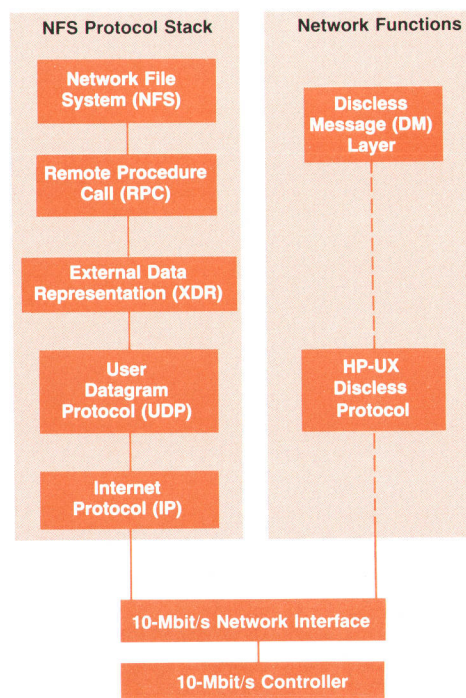 NFS Protocol Stack
Network File
System (NFS)
Remote Procedure
Call (RPC)
External Data
Representation (XDR)
User
Datagram
Protocol (UDP)
Internet
Protocol (IP)
Network Functions
Discless
Message (DM)
Layer
HP-UX
Discless
Protocol
10-Mbit/s Network Interface
10-Mbit/s Controller